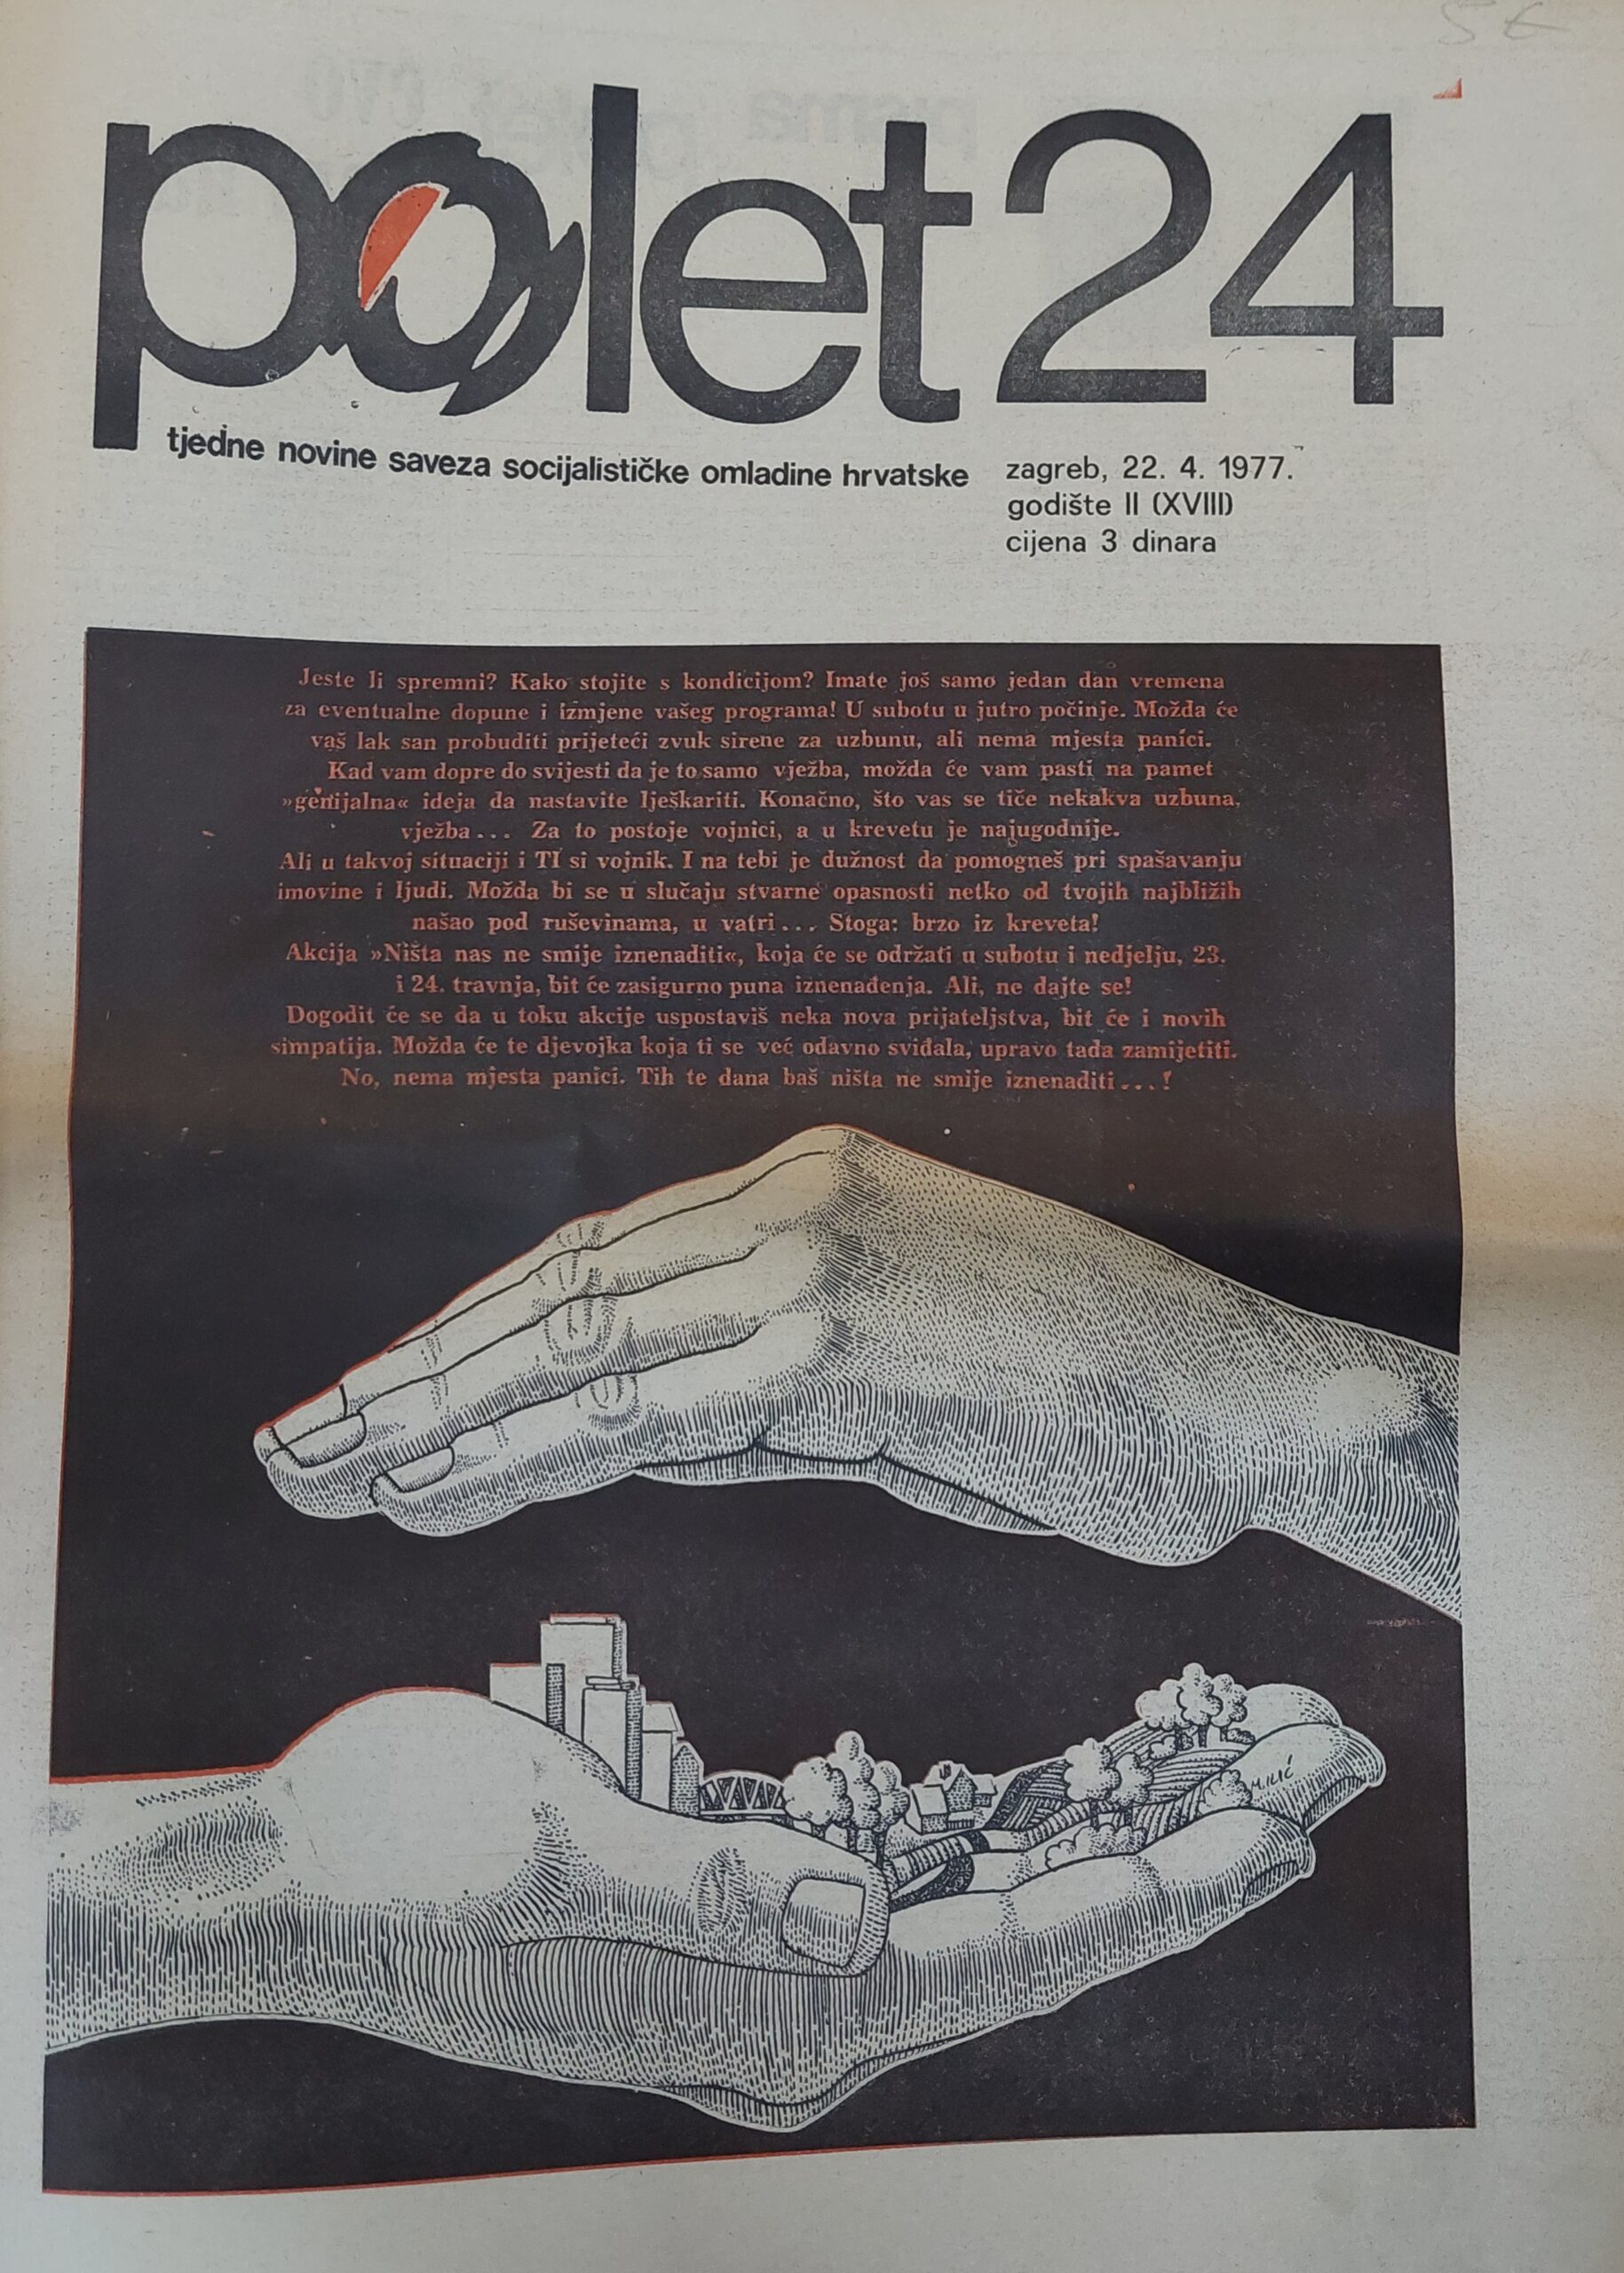 5€
polet 24
tjedne novine saveza socijalističke omladine hrvatske
zagreb, 22. 4. 1977.
godište II (XVIII)
cijena 3 dinara
Jeste li spremni? Kako stojite s kondicijom? Imate još samo jedan dan vremena
za eventualne dopune i izmjene vašeg programa! U subotu u jutro počinje. Možda će
vaš lak san probuditi prijeteći zvuk sirene za uzbunu, ali nema mjesta panici.
Kad vam dopre do svijesti da je to samo vježba, možda će vam pasti na pamet
»genijalna« ideja da nastavite lješkariti. Konačno, što vas se tiče nekakva uzbuna,
vježba... Za to postoje vojnici, a u krevetu je najugodnije.
Ali u takvoj situaciji i TI si vojnik. I na tebi je dužnost da pomogneš pri spašavanju
imovine i ljudi. Možda bi se u slučaju stvarne opasnosti netko od tvojih najbližih
našao pod ruševinama, u vatri... Stoga: brzo iz kreveta!
Akcija »Ništa nas ne smije iznenaditi«, koja će se održati u subotu i nedjelju, 23.
i 24. travnja, bit će zasigurno puna iznenađenja. Ali, ne dajte se!
Dogodit će se da u toku akcije uspostaviš neka nova prijateljstva, bit će i novih
simpatija. Možda će te djevojka koja ti se već odavno sviđala, upravo tada zamijetiti.
No, nema mjesta panici. Tih te dana baš ništa ne smije iznenaditi...!
M. ILIĆ